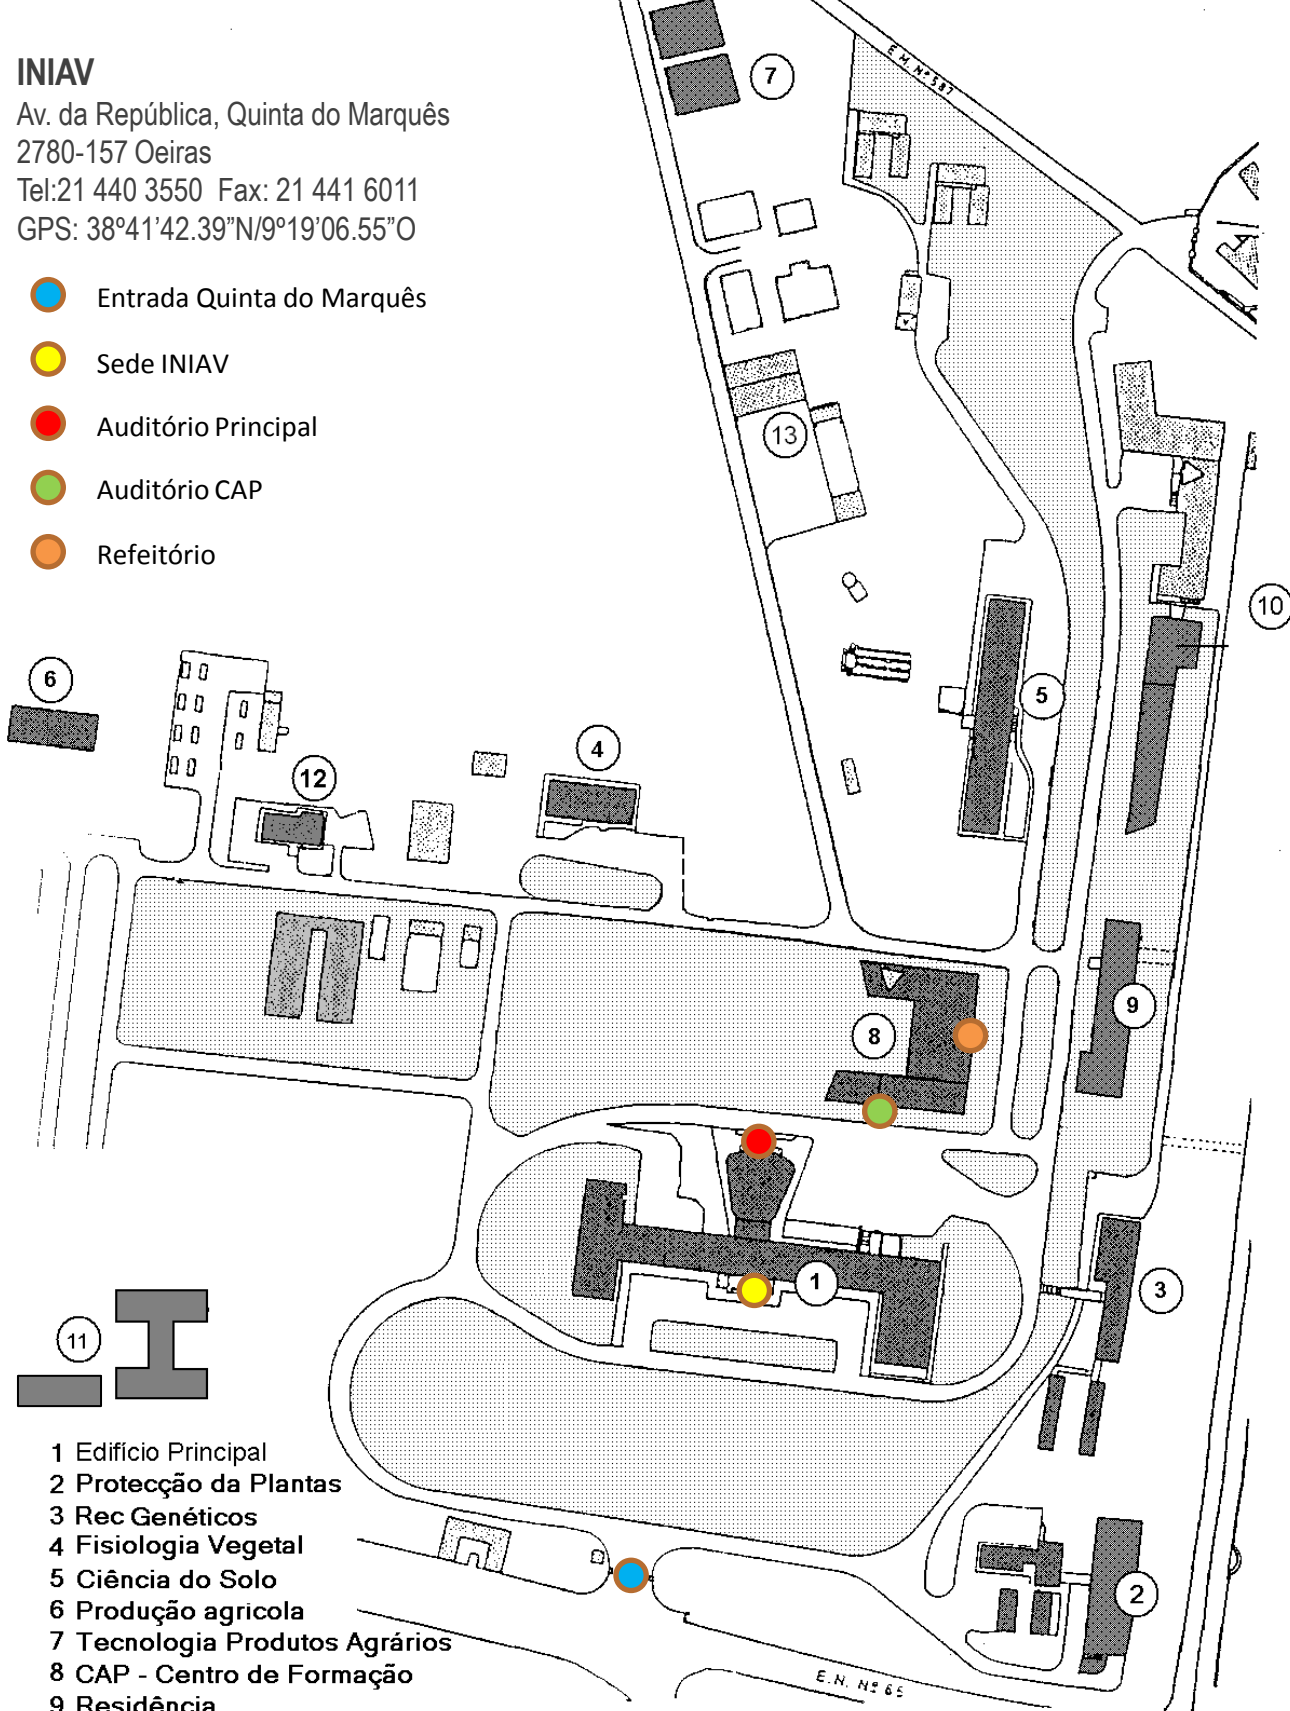 INIAV
Av. da República, Quinta do Marquês
2780-157 Oeiras
Tel:21 440 3550 Fax: 21 441 6011
GPS: 38º41’42.39”N/9º19’06.55”O
Entrada Quinta do Marquês
Sede INIAV
Auditório Principal
Auditório CAP
Refeitório
E.M. Nº 587
7
13
10
6
5
4
12
9
8
1
3
11
2
E.N. Nº 65
1 Edifício Principal
2 Protecção da Plantas
3 Rec Genéticos
4 Fisiologia Vegetal
5 Ciência do Solo
6 Produção agricola
7 Tecnologia Produtos Agrários
8 CAP - Centro de Formação
9 Residência